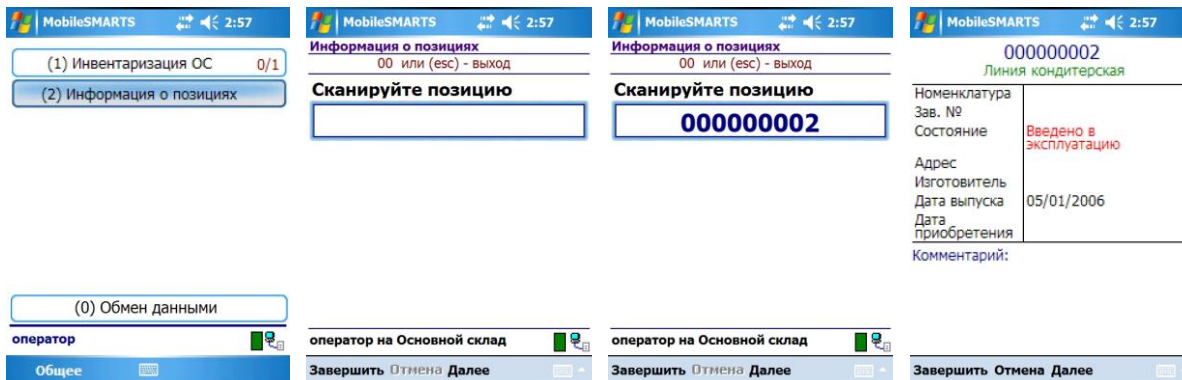 MobileSMARTS 2:57
(1) Инвентаризация ОС 0/1
(2) Информация о позициях
(0) Обмен данными
оператор
Общее
MobileSMARTS 2:57
Информация о позициях
00 или (esc) - выход
Сканируйте позицию
оператор на Основной склад
Завершить Отмена Далее
MobileSMARTS 2:57
Информация о позициях
00 или (esc) - выход
Сканируйте позицию
000000002
оператор на Основной склад
Завершить Отмена Далее
MobileSMARTS 2:57
000000002
Линия кондитерская
Номенклатура
Зав. №
Состояние Введено в
эксплуатацию
Адрес
Изготовитель
Дата выпуска 05/01/2006
Дата
приобретения
Комментарий:
Завершить Отмена Далее